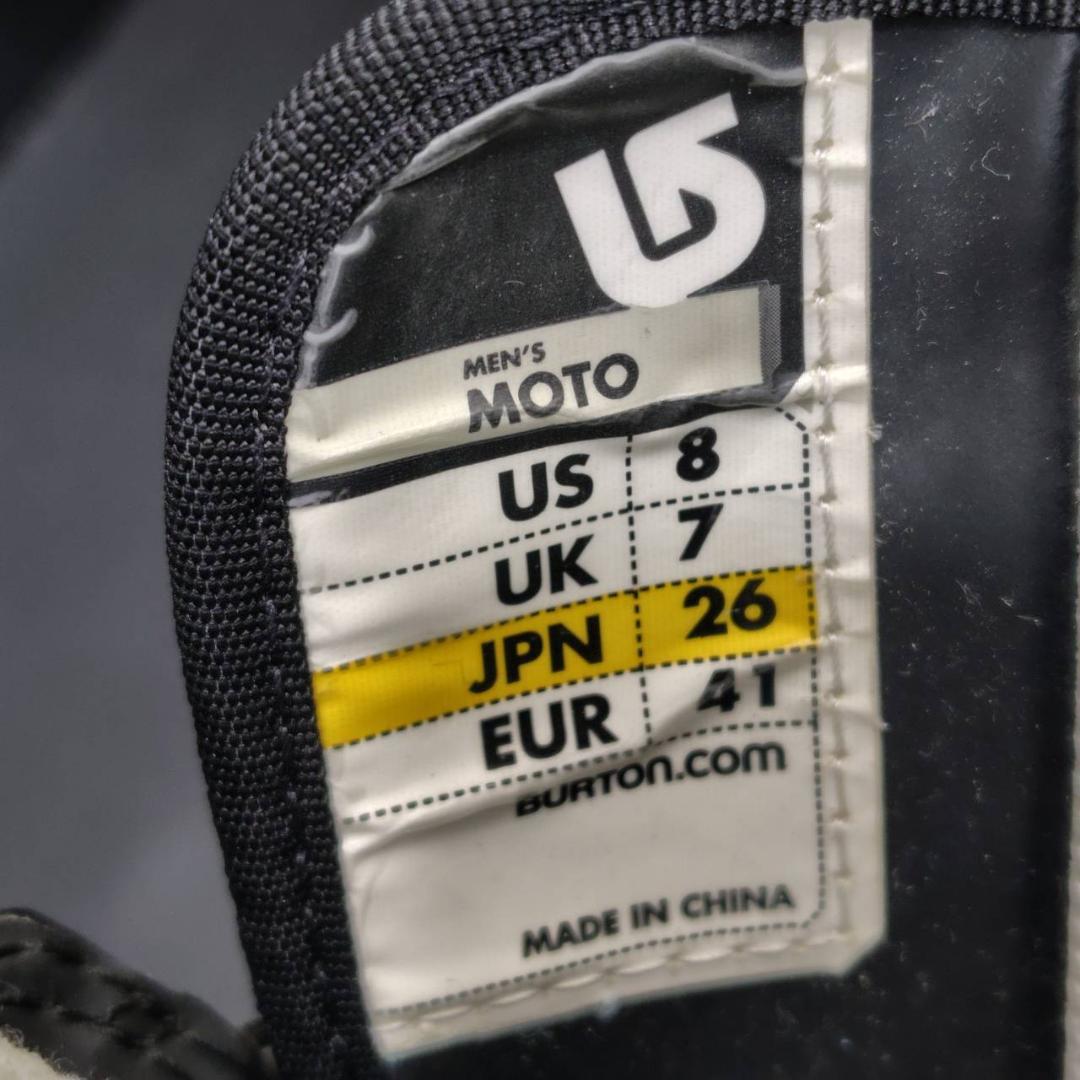 MEN'S
MOTO
US 8
UK 7
JPN 26
EUR 41
BURTON.COM
MADE IN CHINA